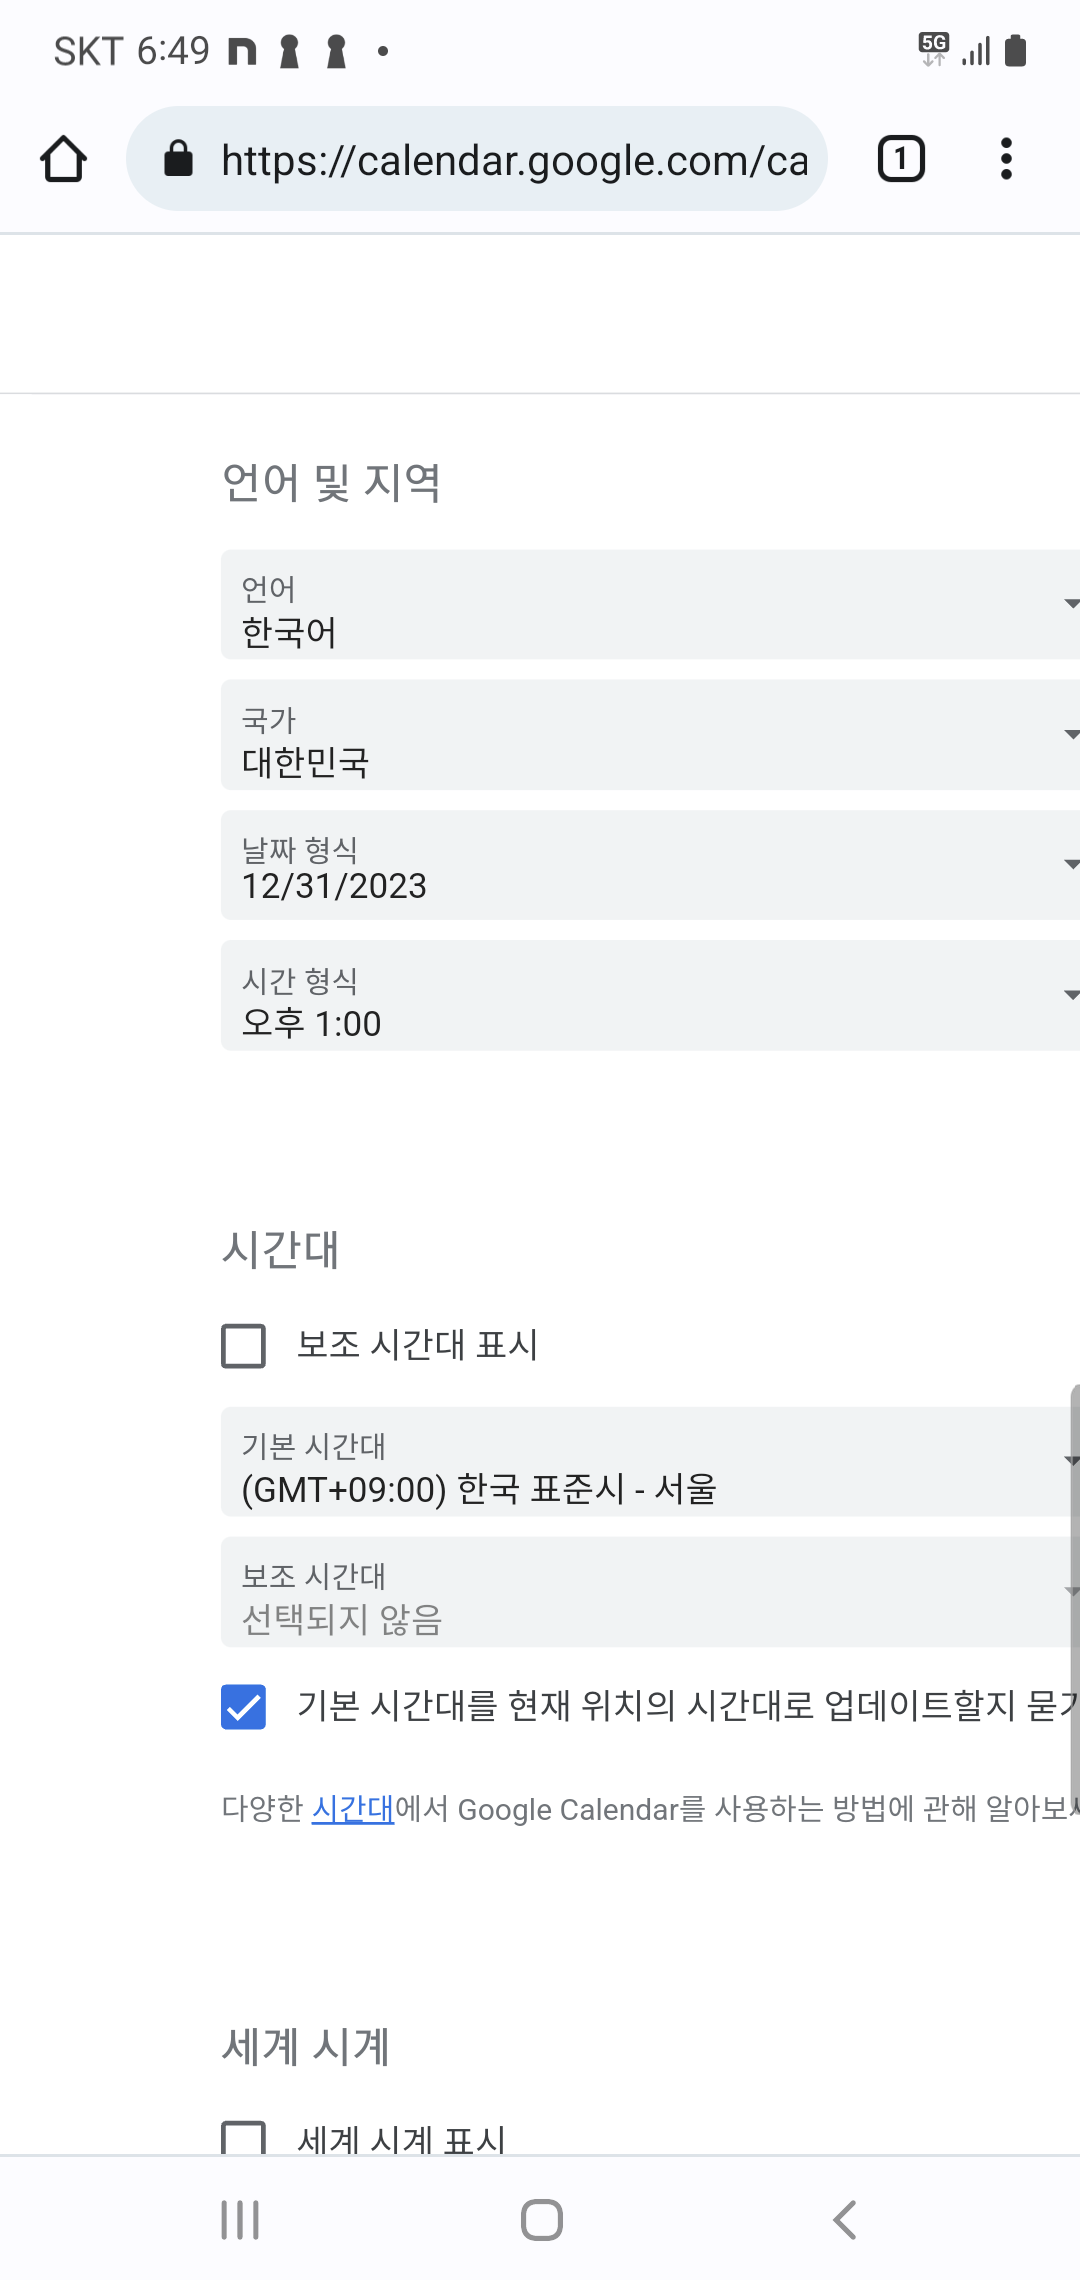 SKT 6:49
5G
https://calendar.google.com/ca
1
언어 및 지역
언어
한국어
국가
대한민국
날짜 형식
12/31/2023
시간 형식
오후 1:00
시간대
보조 시간대 표시
기본 시간대
(GMT+09:00) 한국 표준시 - 서울
보조 시간대
선택되지 않음
기본 시간대를 현재 위치의 시간대로 업데이트할지 묻기
다양한 시간대에서 Google Calendar를 사용하는 방법에 관해 알아보
세계 시계
세계 시계 표시